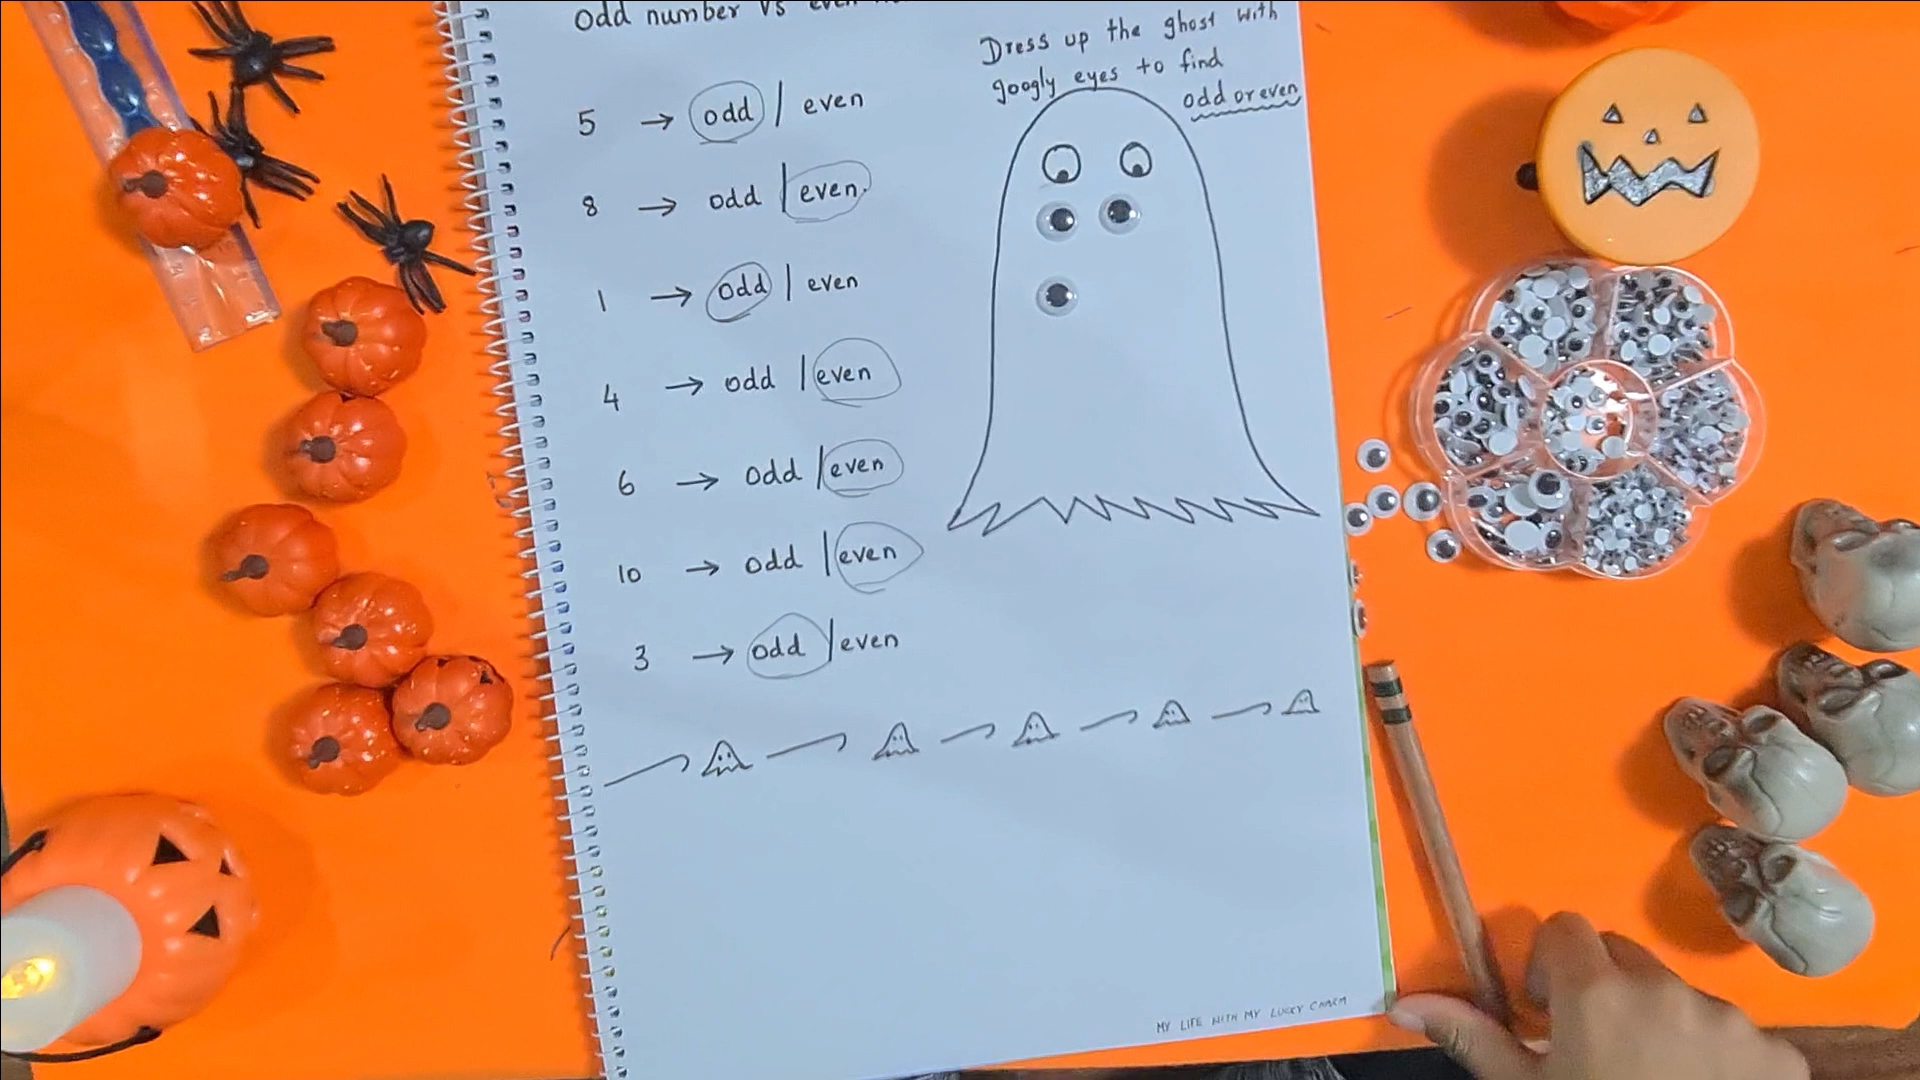 odd number vs even
Dress up the ghost with
googly eyes to find
odd or even
5 → odd / even
8 → odd / even.
1 → odd / even
4 → odd / even
6 → odd / even
10 → odd / even
3 → odd / even
MY LIFE WITH MY LUCKY CHARM